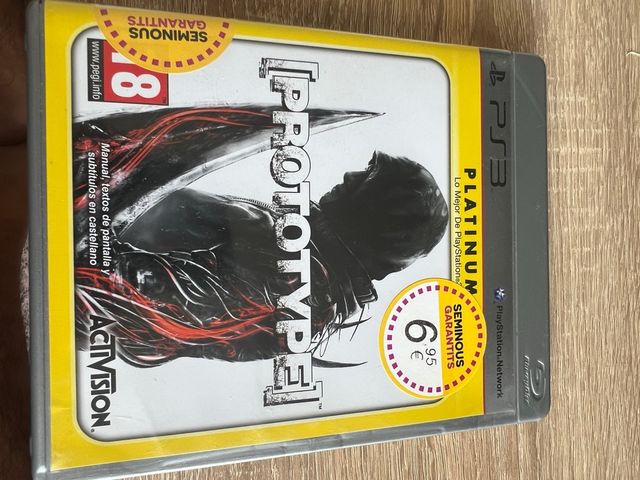 PS3
PlayStation Network
PLATINUM
Lo Mejor De PlayStation
[PROTOTYPE]™
SEMINOUS
GARANTITS
6,95
€
SEMINOUS
GARANTITS
18
www.pegi.info
Manual, textos de pantalla y
subtítulos en castellano
ACTIVISION